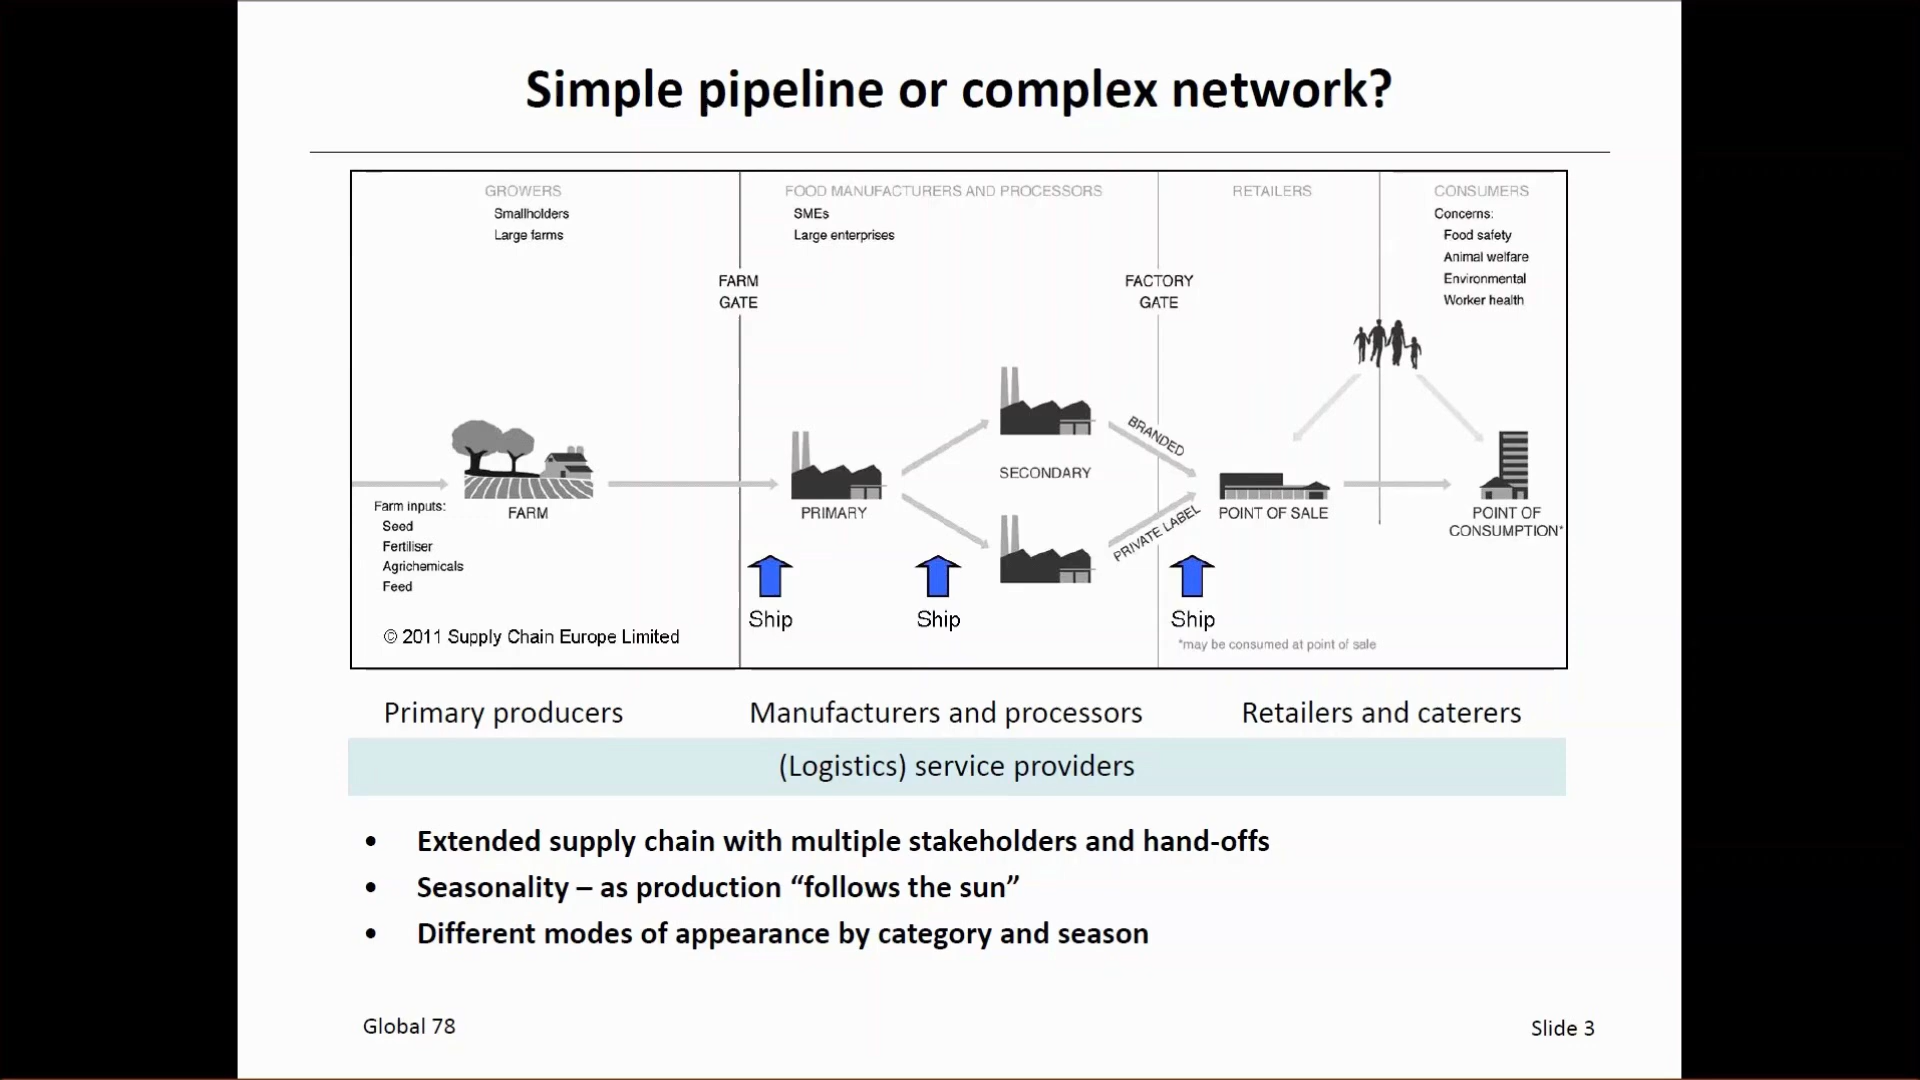 Simple pipeline or complex network?
GROWERS
Smallholders
Large farms
FOOD MANUFACTURERS AND PROCESSORS
SMEs
Large enterprises
RETAILERS
CONSUMERS
Concerns:
Food safety
Animal welfare
Environmental
Worker health
FARM
GATE
FACTORY
GATE
BRANDED
SECONDARY
PRIVATE LABEL
Farm inputs:
Seed
Fertiliser
Agrichemicals
Feed
FARM
PRIMARY
POINT OF SALE
POINT OF
CONSUMPTION*
Ship
Ship
Ship
© 2011 Supply Chain Europe Limited
*may be consumed at point of sale
Primary producers
Manufacturers and processors
Retailers and caterers
(Logistics) service providers
• Extended supply chain with multiple stakeholders and hand-offs
• Seasonality – as production “follows the sun”
• Different modes of appearance by category and season
Global 78
Slide 3